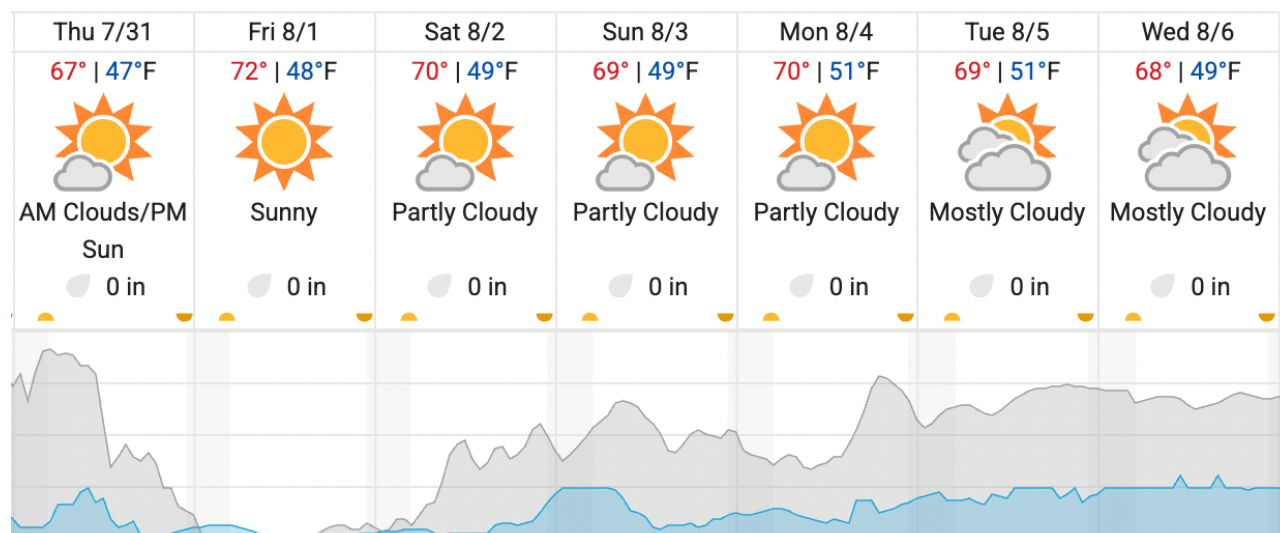 Thu 7/31
Fri 8/1
Sat 8/2
Sun 8/3
Mon 8/4
Tue 8/5
Wed 8/6
67° | 47°F
72° | 48°F
70° | 49°F
69° | 49°F
70° | 51°F
69° | 51°F
68° | 49°F
AM Clouds/PM
Sun
Sunny
Partly Cloudy
Partly Cloudy
Partly Cloudy
Mostly Cloudy
Mostly Cloudy
0 in
0 in
0 in
0 in
0 in
0 in
0 in